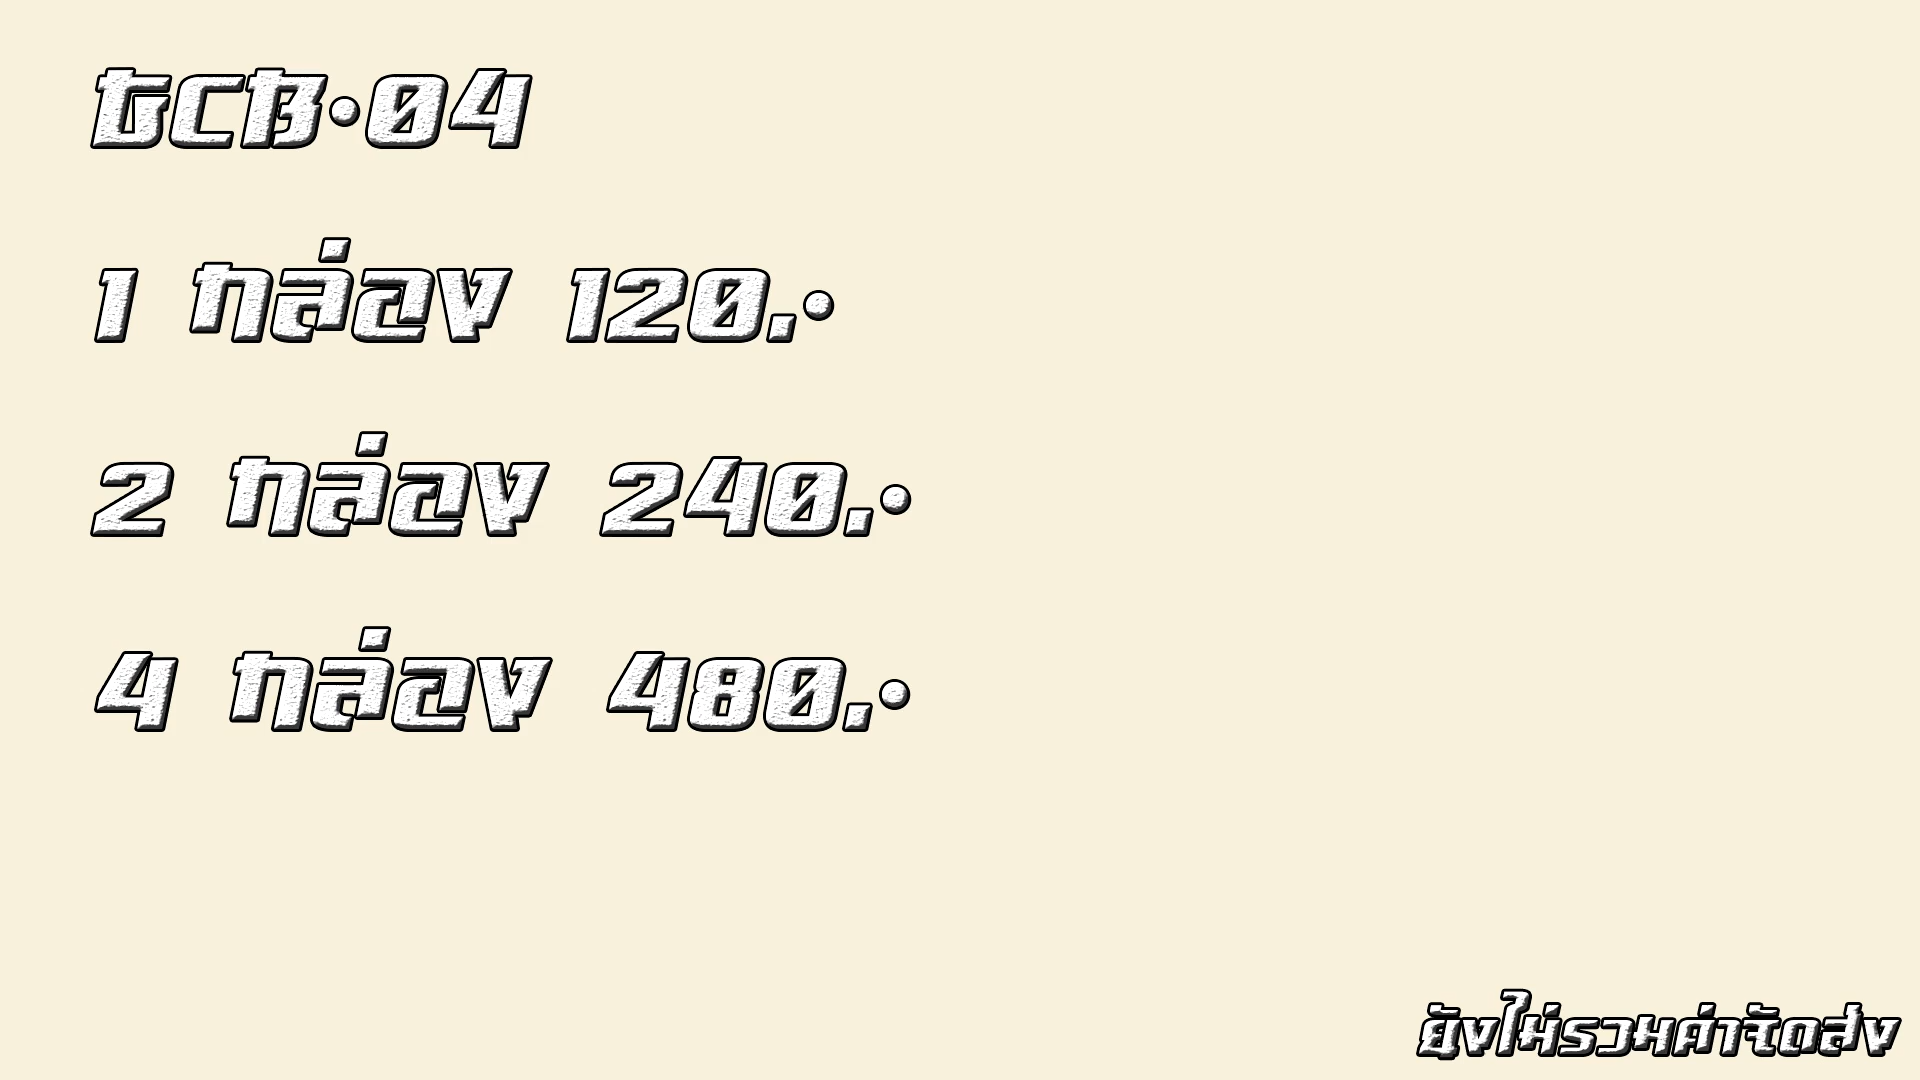 GCB-04
1 กล่อง 120.-
2 กล่อง 240.-
4 กล่อง 480.-
ยังไม่รวมค่าจัดส่ง